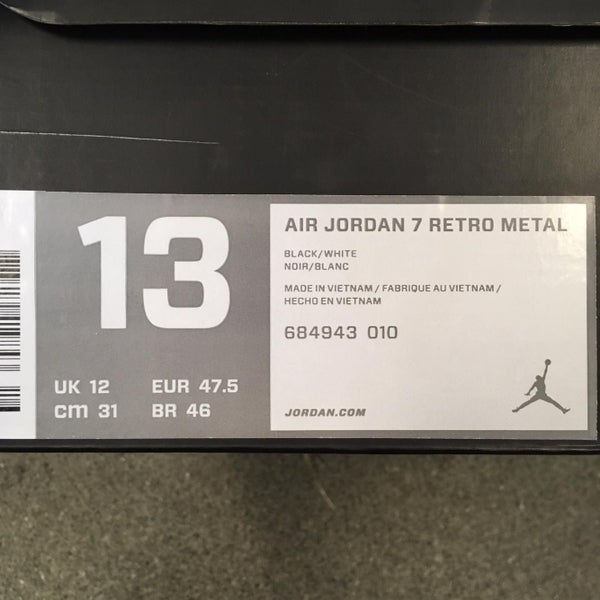 13
UK 12 EUR 47.5
cm 31 BR 46
AIR JORDAN 7 RETRO METAL
BLACK/WHITE
NOIR/BLANC
MADE IN VIETNAM / FABRIQUE AU VIETNAM /
HECHO EN VIETNAM
684943 010
JORDAN.COM